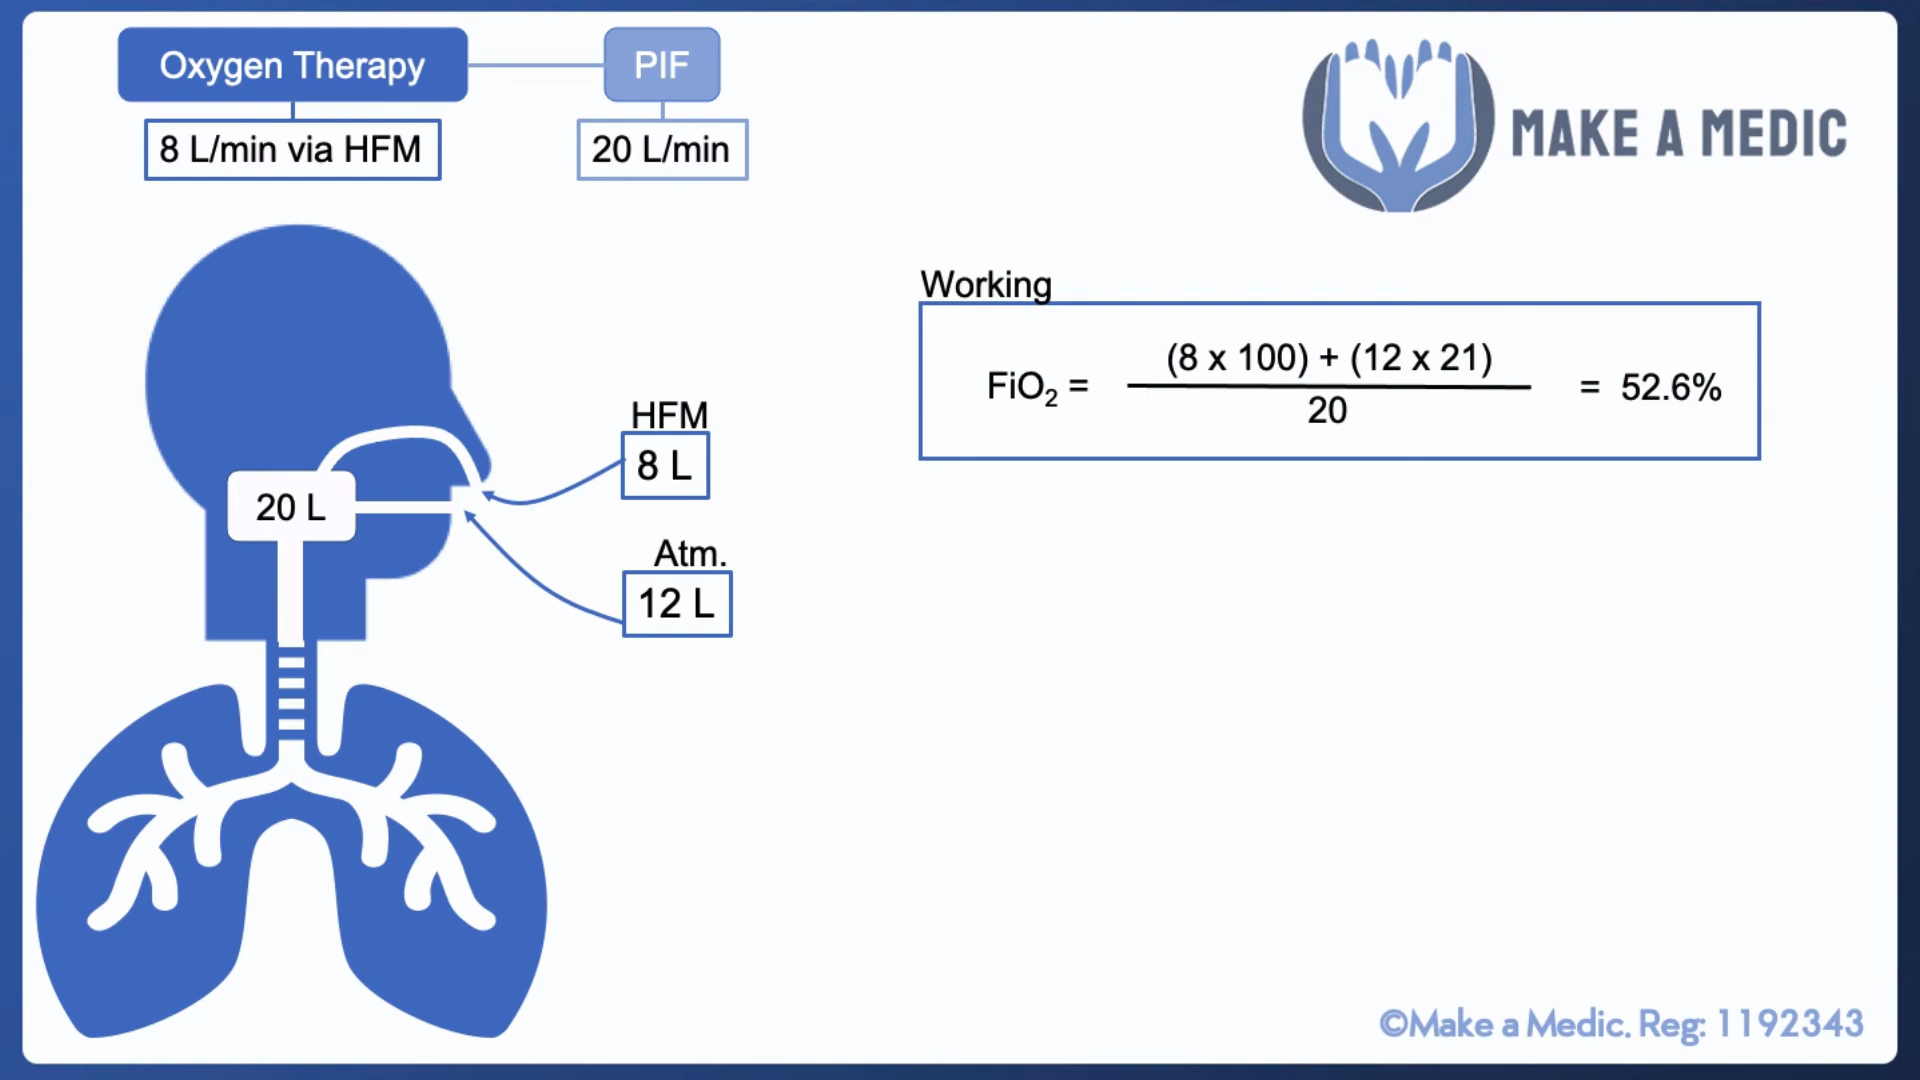 Oxygen Therapy
PIF
8 L/min via HFM
20 L/min
MAKE A MEDIC
Working
FiO₂ = (8 x 100) + (12 x 21) / 20 = 52.6%
HFM
8 L
20 L
Atm.
12 L
©Make a Medic. Reg: 1192343